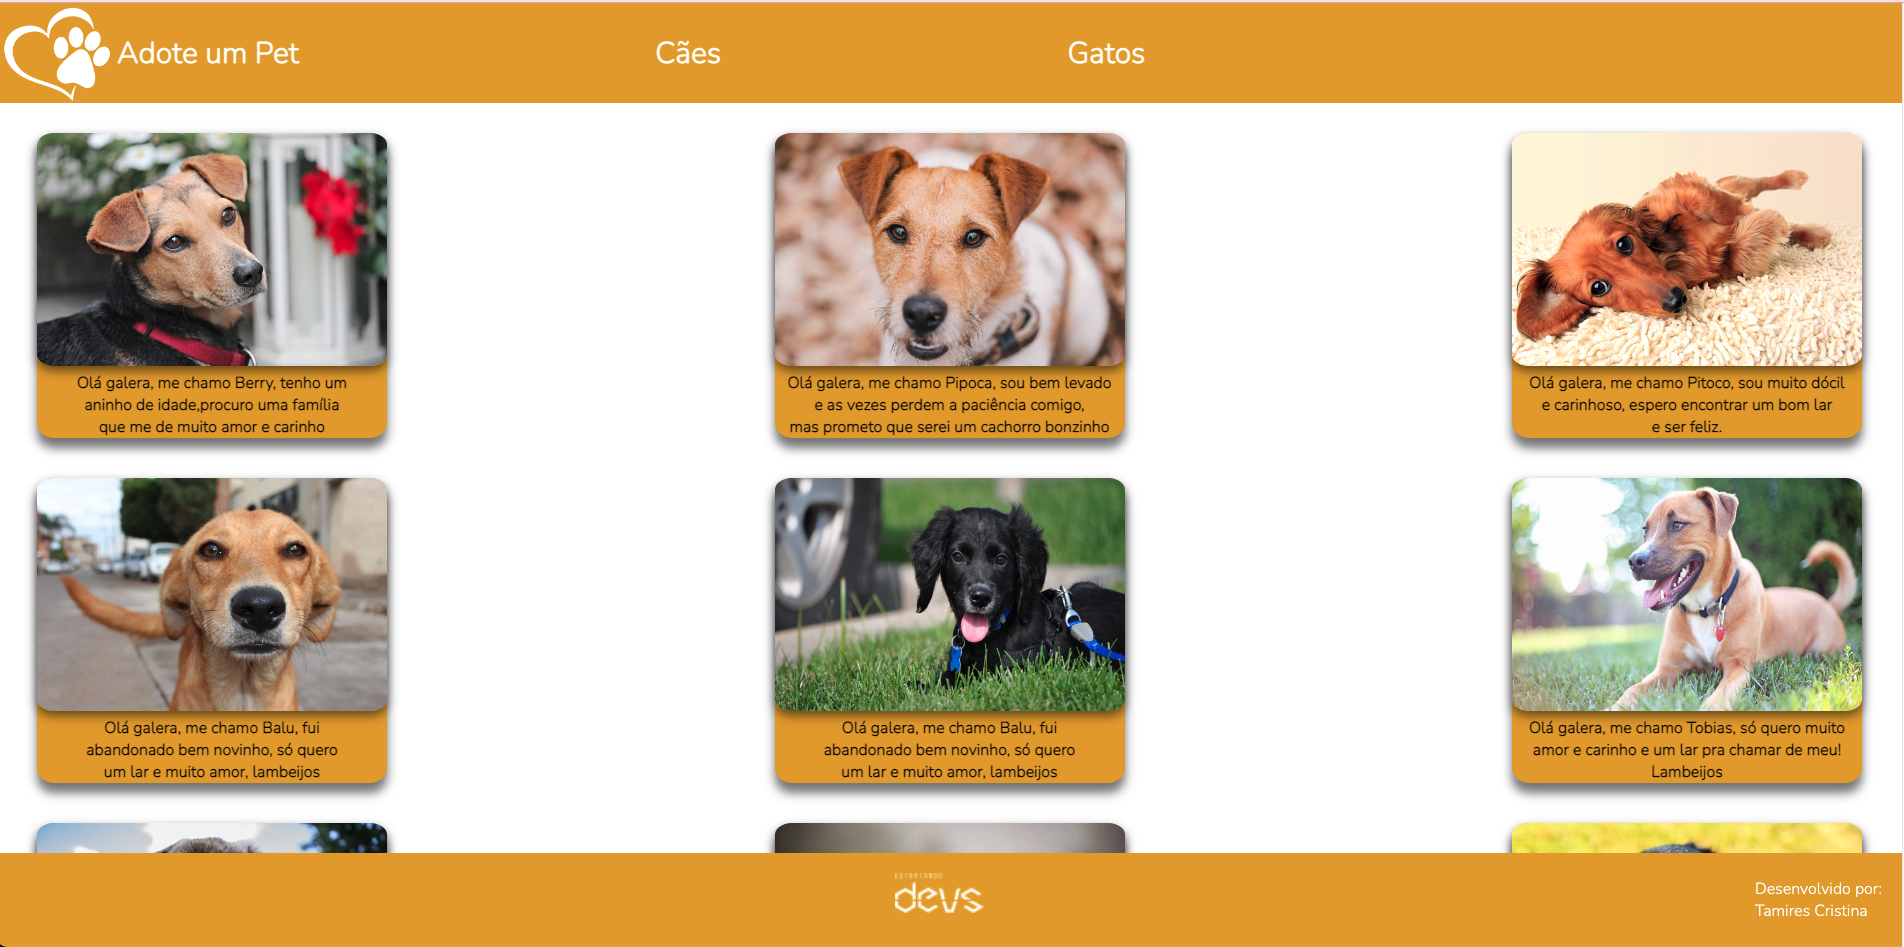 Adote um Pet
Cães
Gatos
Olá galera, me chamo Berry, tenho um
aninho de idade,procuro uma família
que me de muito amor e carinho
Olá galera, me chamo Pipoca, sou bem levado
e as vezes perdem a paciência comigo,
mas prometo que serei um cachorro bonzinho
Olá galera, me chamo Pitoco, sou muito dócil
e carinhoso, espero encontrar um bom lar
e ser feliz.
Olá galera, me chamo Balu, fui
abandonado bem novinho, só quero
um lar e muito amor, lambeijos
Olá galera, me chamo Balu, fui
abandonado bem novinho, só quero
um lar e muito amor, lambeijos
Olá galera, me chamo Tobias, só quero muito
amor e carinho e um lar pra chamar de meu!
Lambeijos
devs
Desenvolvido por:
Tamires Cristina